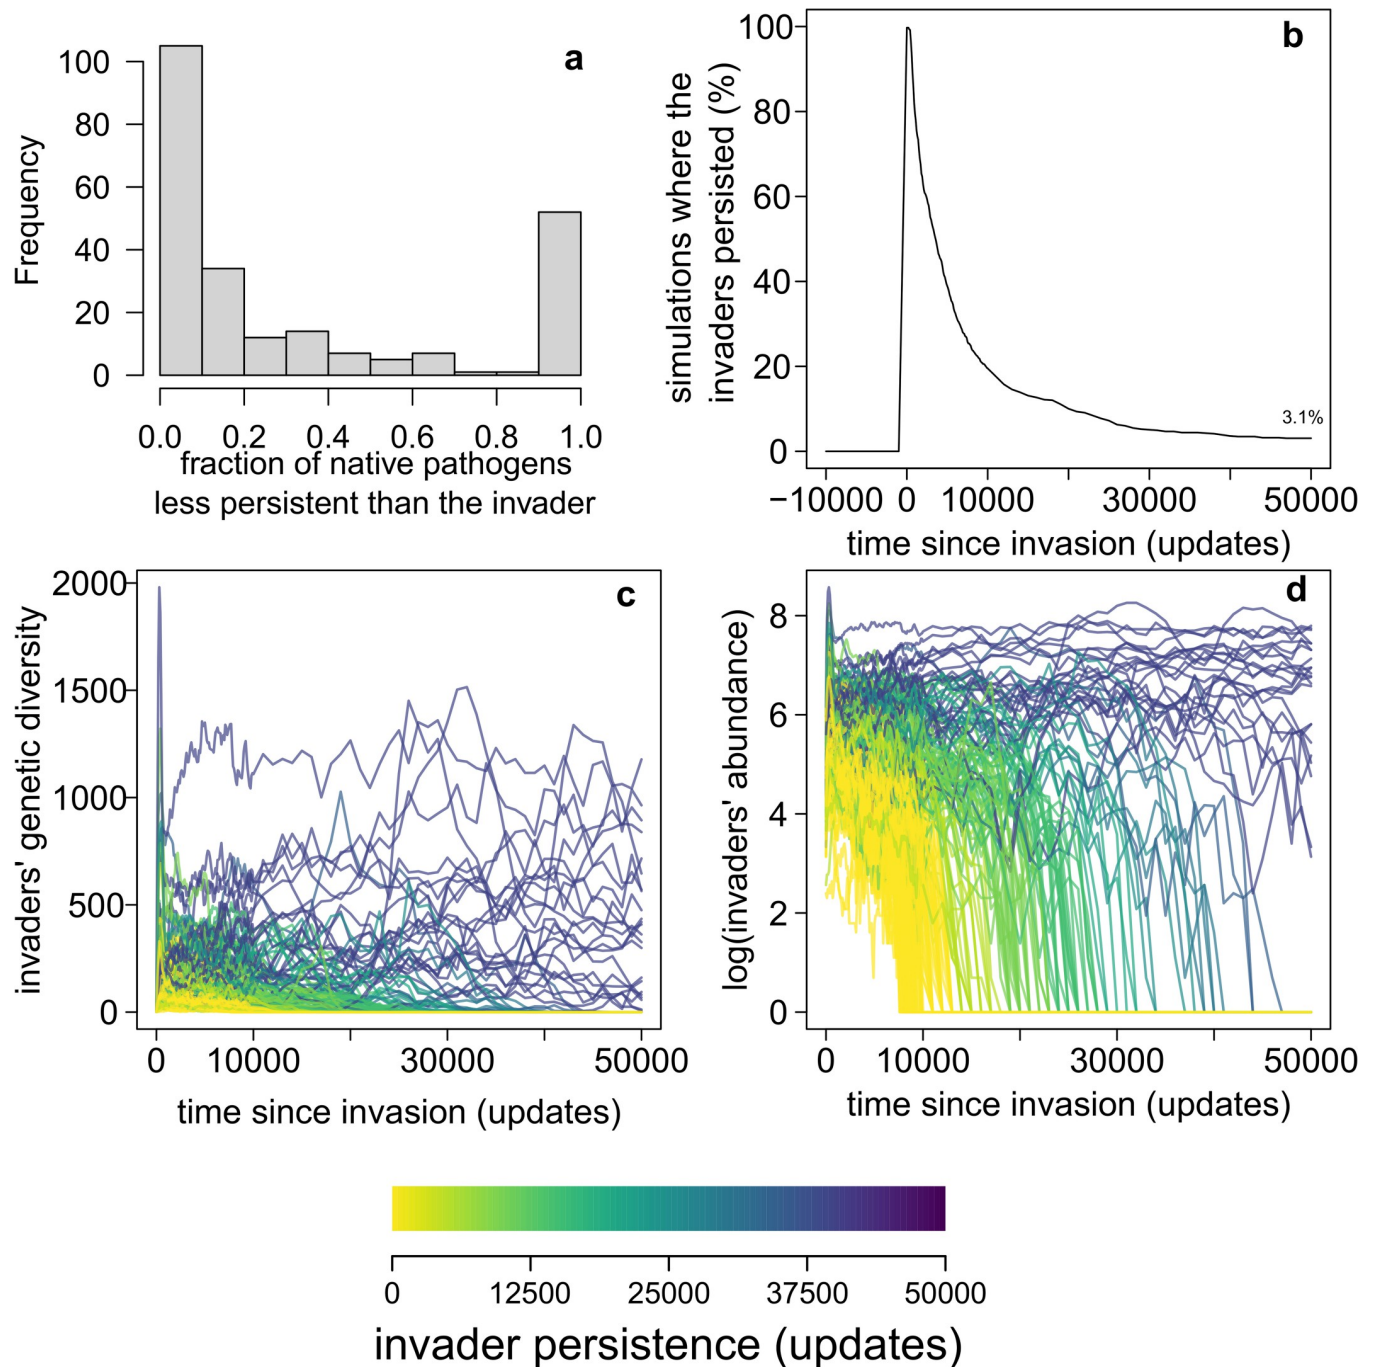 a
100
80
60
40
20
0
Frequency
0.0 0.2 0.4 0.6 0.8 1.0
fraction of native pathogens
less persistent than the invader
b
100
80
60
40
20
0
simulations where the
invaders persisted (%)
3.1%
−10000 0 10000 30000 50000
time since invasion (updates)
c
2000
1500
1000
500
0
invaders' genetic diversity
0 10000 30000 50000
time since invasion (updates)
d
8
6
4
2
0
log(invaders' abundance)
0 10000 30000 50000
time since invasion (updates)
0 12500 25000 37500 50000
invader persistence (updates)